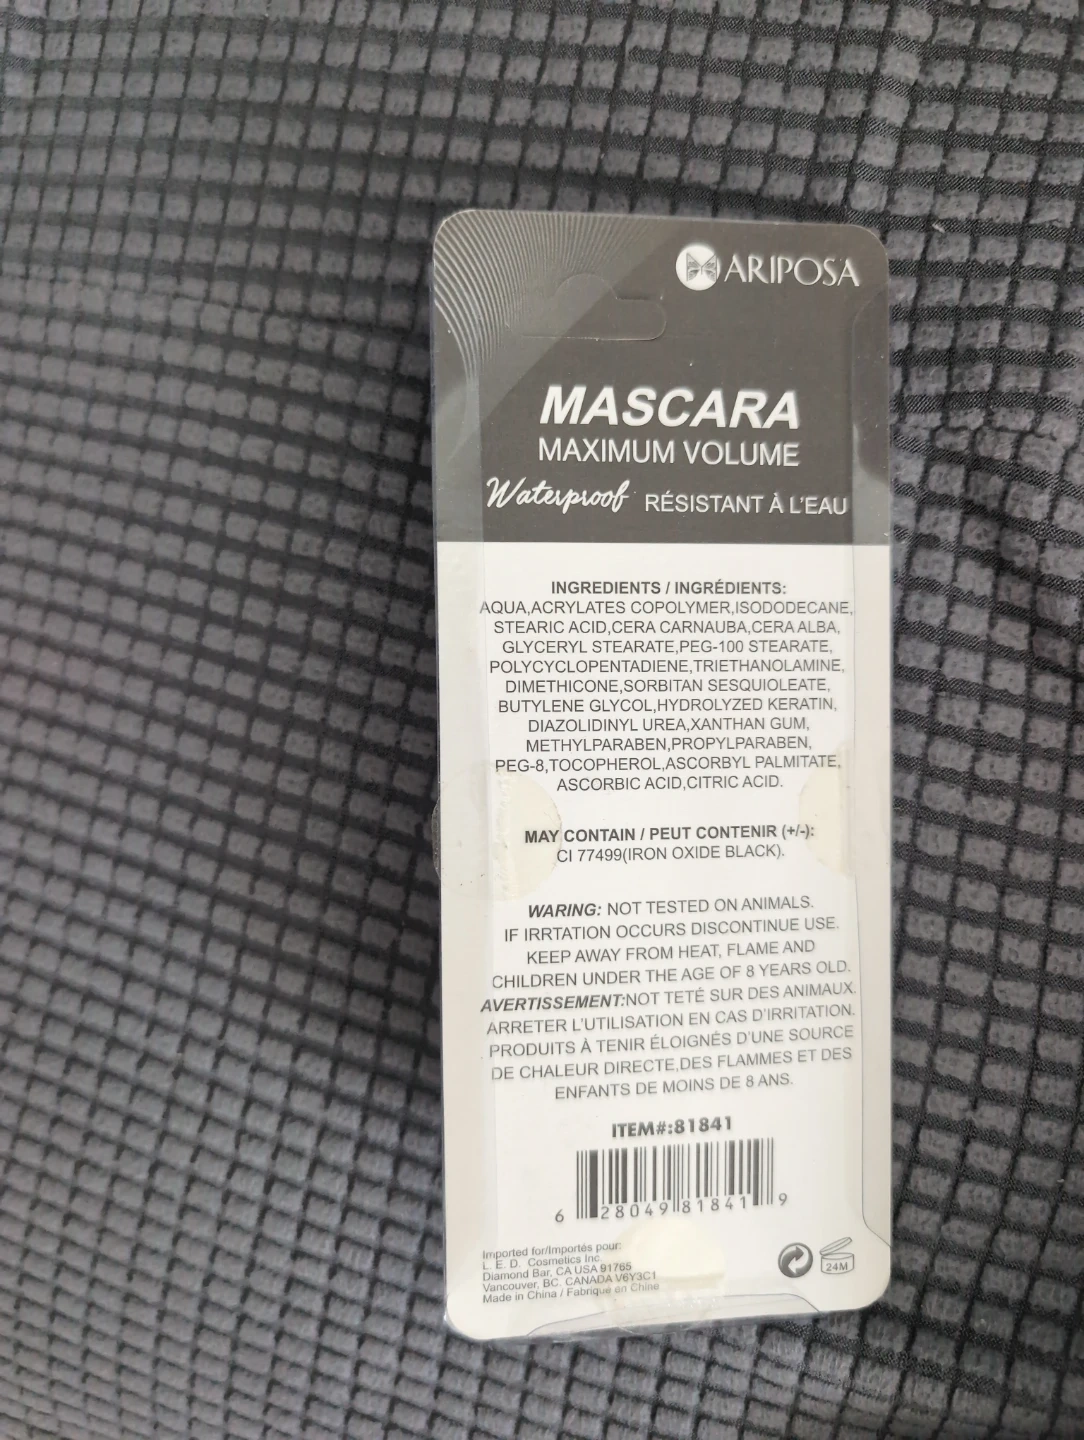 MARIPOSA
MASCARA
MAXIMUM VOLUME
Waterproof RÉSISTANT À L'EAU
INGREDIENTS / INGRÉDIENTS:
AQUA,ACRYLATES COPOLYMER,ISODODECANE,
STEARIC ACID,CERA CARNAUBA,CERA ALBA,
GLYCERYL STEARATE,PEG-100 STEARATE,
POLYCYCLOPENTADIENE,TRIETHANOLAMINE,
DIMETHICONE,SORBITAN SESQUIOLEATE,
BUTYLENE GLYCOL,HYDROLYZED KERATIN,
DIAZOLIDINYL UREA,XANTHAN GUM,
METHYLPARABEN,PROPYLPARABEN,
PEG-8,TOCOPHEROL,ASCORBYL PALMITATE,
ASCORBIC ACID,CITRIC ACID.
MAY CONTAIN / PEUT CONTENIR (+/-):
CI 77499(IRON OXIDE BLACK).
WARING: NOT TESTED ON ANIMALS.
IF IRRTATION OCCURS DISCONTINUE USE.
KEEP AWAY FROM HEAT, FLAME AND
CHILDREN UNDER THE AGE OF 8 YEARS OLD.
AVERTISSEMENT:NOT TETÉ SUR DES ANIMAUX.
ARRETER L'UTILISATION EN CAS D'IRRITATION.
PRODUITS À TENIR ÉLOIGNÉS D'UNE SOURCE
DE CHALEUR DIRECTE,DES FLAMMES ET DES
ENFANTS DE MOINS DE 8 ANS.
ITEM#:81841
6 28049 81841 9
Imported for/Importés pour:
L. E. D. Cosmetics Inc.
Diamond Bar, CA USA 91765
Vancouver, BC. CANADA V6Y3C1
Made in China / Fabriqué en Chine
24M